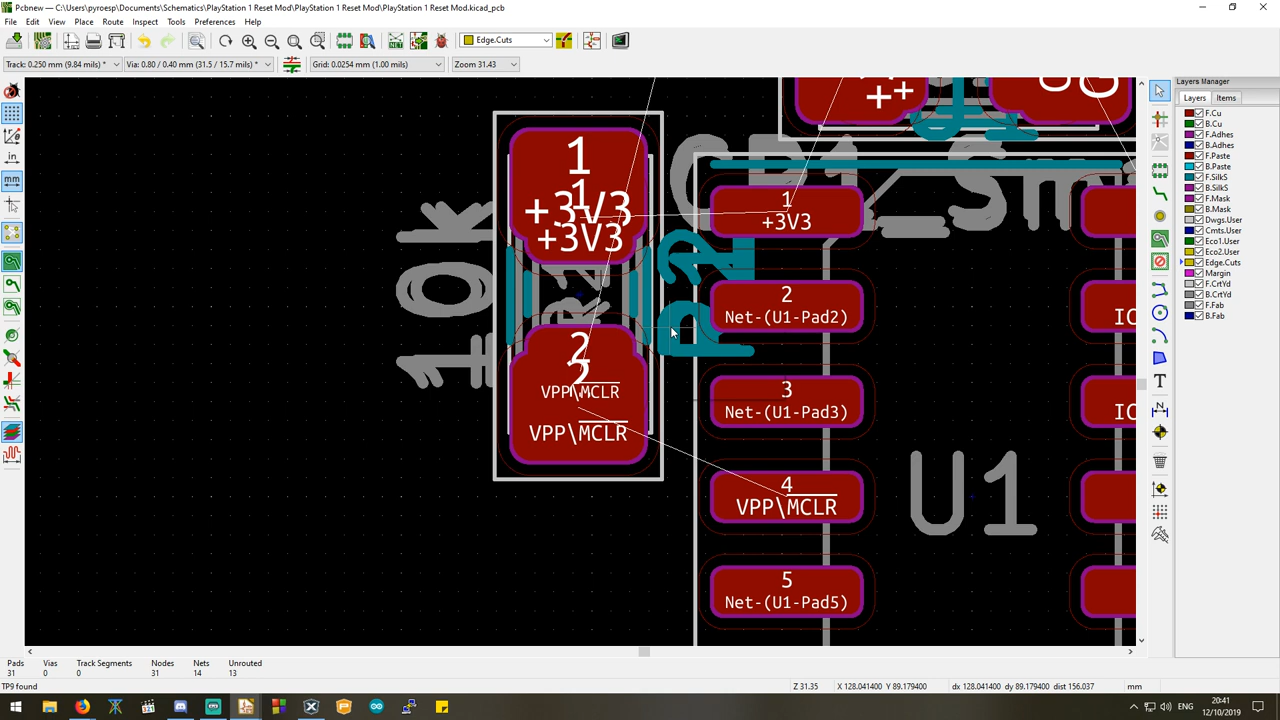 Pcbnew — C:\Users\pyroesp\Documents\Schematics\PlayStation 1 Reset Mod\PlayStation 1 Reset Mod.kicad_pcb
File Edit View Place Route Inspect Tools Preferences Help
Edge.Cuts
Track: 0.250 mm (9.84 mils) * Via: 0.80 / 0.40 mm (31.5 / 15.7 mils) * Grid: 0.0254 mm (1.00 mils) Zoom 31.43
in
mm
Layers Manager
Layers Items
F.Cu
B.Cu
F.Adhes
B.Adhes
F.Paste
B.Paste
F.SilkS
B.SilkS
F.Mask
B.Mask
Dwgs.User
Cmts.User
Eco1.User
Eco2.User
Edge.Cuts
Margin
F.CrtYd
B.CrtYd
F.Fab
B.Fab
10k
1
1
+3V3
+3V3
2
2
VPP\MCLR
VPP\MCLR
1
+3V3
2
Net-(U1-Pad2)
3
Net-(U1-Pad3)
4
VPP\MCLR
5
Net-(U1-Pad5)
U1
Pads Vias Track Segments Nodes Nets Unrouted
31 0 0 31 14 13
TP9 found Z 31.35 X 128.041400 Y 89.179400 dx 128.041400 dy 89.179400 dist 156.037 mm
ENG
20:41
12/10/2019